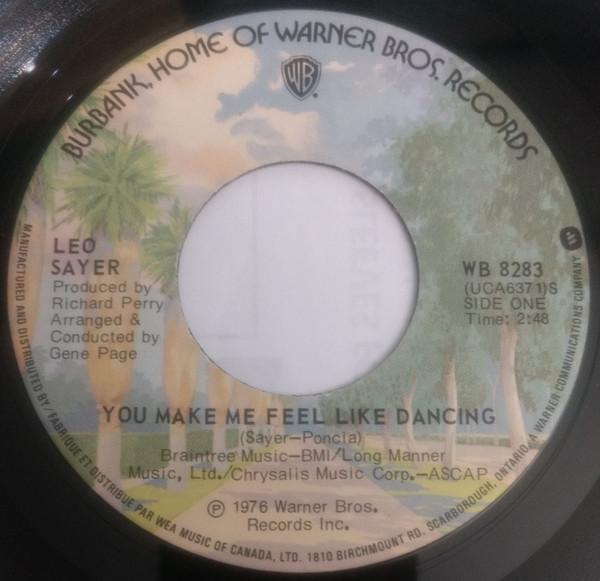 BURBANK, HOME OF WARNER BROS. RECORDS
WB
LEO
SAYER
Produced by
Richard Perry
Arranged &
Conducted by
Gene Page
WB 8283
(UCA6371)S
SIDE ONE
Time: 2:48
YOU MAKE ME FEEL LIKE DANCING
(Sayer–Poncia)
Braintree Music–BMI/Long Manner
Music, Ltd./Chrysalis Music Corp.–ASCAP
℗ 1976 Warner Bros.
Records Inc.
MANUFACTURED AND DISTRIBUTED BY/FABRIQUE ET DISTRIBUE PAR WEA MUSIC OF CANADA, LTD. 1810 BIRCHMOUNT RD. SCARBOROUGH, ONTARIO, A WARNER COMMUNICATIONS COMPANY